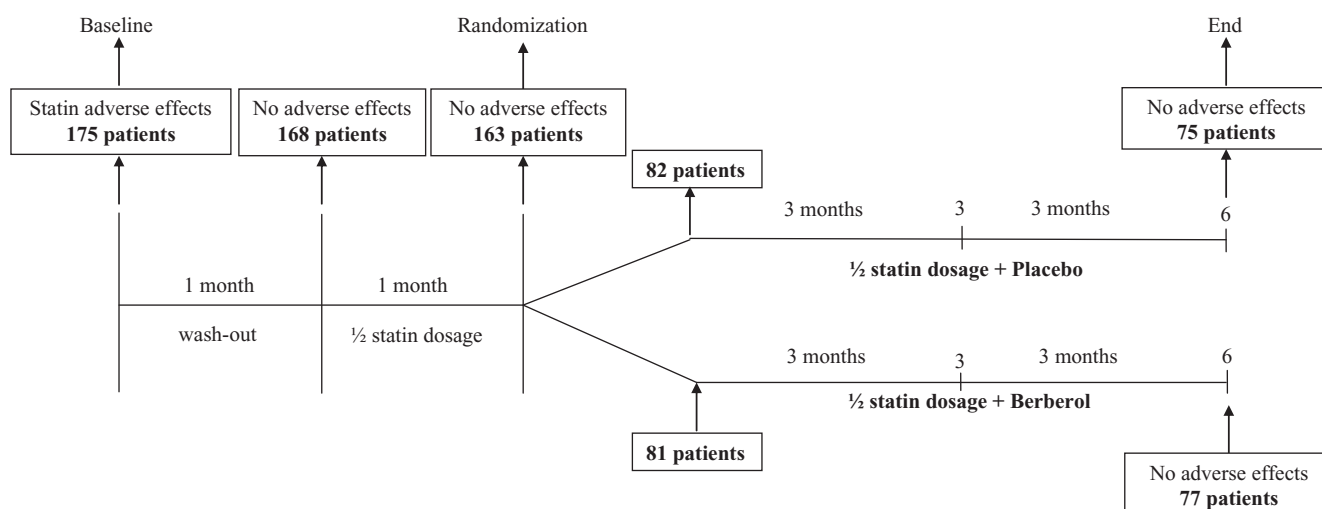 Baseline
Randomization
End
Statin adverse effects
175 patients
No adverse effects
168 patients
No adverse effects
163 patients
No adverse effects
75 patients
82 patients
3 months
3
3 months
6
½ statin dosage + Placebo
1 month
1 month
wash-out
½ statin dosage
3 months
3
3 months
6
½ statin dosage + Berberol
81 patients
No adverse effects
77 patients